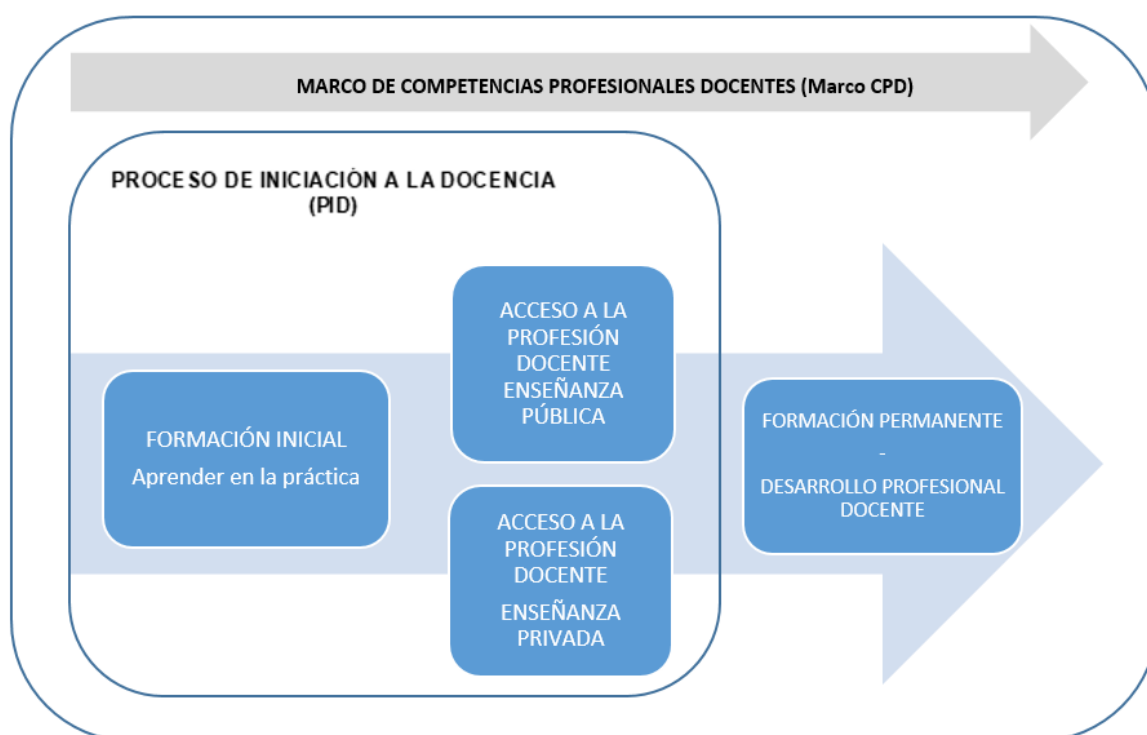 MARCO DE COMPETENCIAS PROFESIONALES DOCENTES (Marco CPD)
PROCESO DE INICIACIÓN A LA DOCENCIA
(PID)
FORMACIÓN INICIAL
Aprender en la práctica
ACCESO A LA
PROFESIÓN
DOCENTE
ENSEÑANZA
PÚBLICA
ACCESO A LA
PROFESIÓN
DOCENTE
ENSEÑANZA
PRIVADA
FORMACIÓN PERMANENTE
-
DESARROLLO PROFESIONAL
DOCENTE